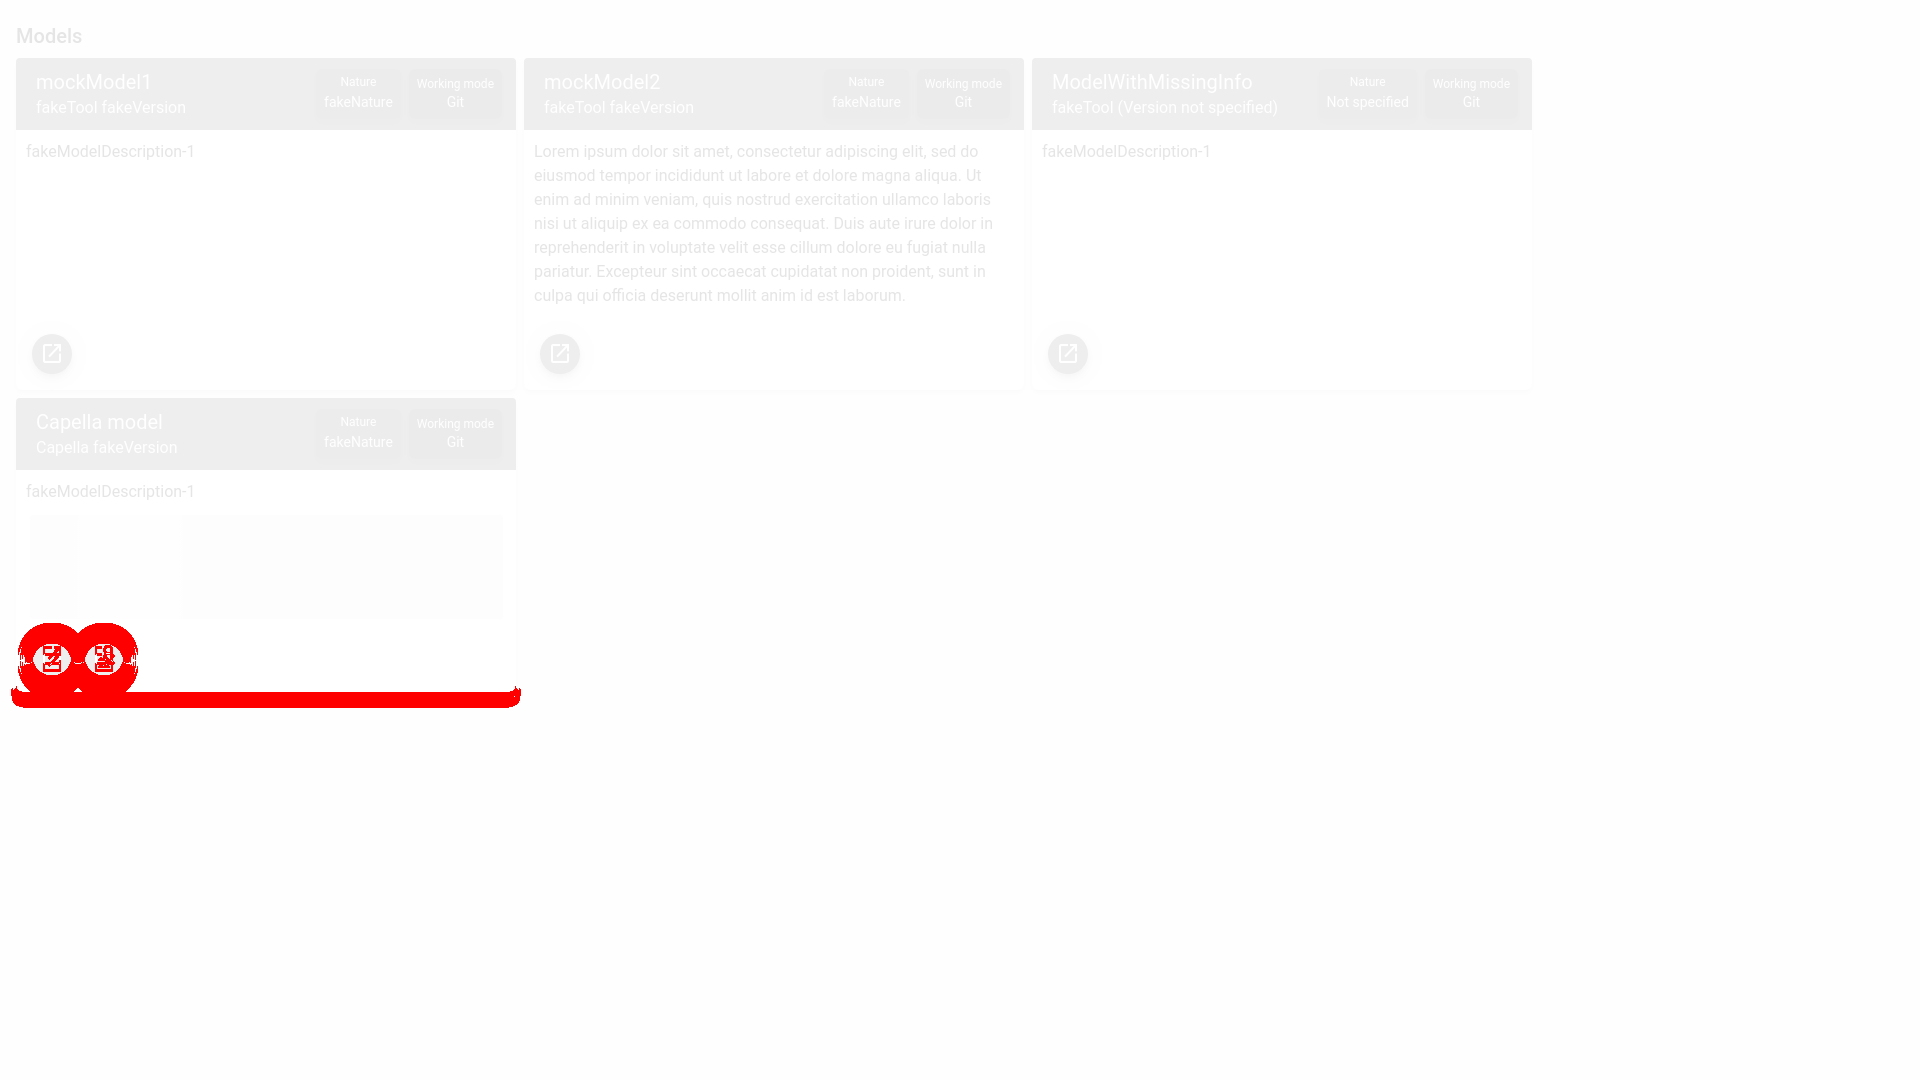 Models
mockModel1
fakeTool fakeVersion
Nature
fakeNature
Working mode
Git
fakeModelDescription-1
mockModel2
fakeTool fakeVersion
Nature
fakeNature
Working mode
Git
Lorem ipsum dolor sit amet, consectetur adipiscing elit, sed do
eiusmod tempor incididunt ut labore et dolore magna aliqua. Ut
enim ad minim veniam, quis nostrud exercitation ullamco laboris
nisi ut aliquip ex ea commodo consequat. Duis aute irure dolor in
reprehenderit in voluptate velit esse cillum dolore eu fugiat nulla
pariatur. Excepteur sint occaecat cupidatat non proident, sunt in
culpa qui officia deserunt mollit anim id est laborum.
ModelWithMissingInfo
fakeTool (Version not specified)
Nature
Not specified
Working mode
Git
fakeModelDescription-1
Capella model
Capella fakeVersion
Nature
fakeNature
Working mode
Git
fakeModelDescription-1